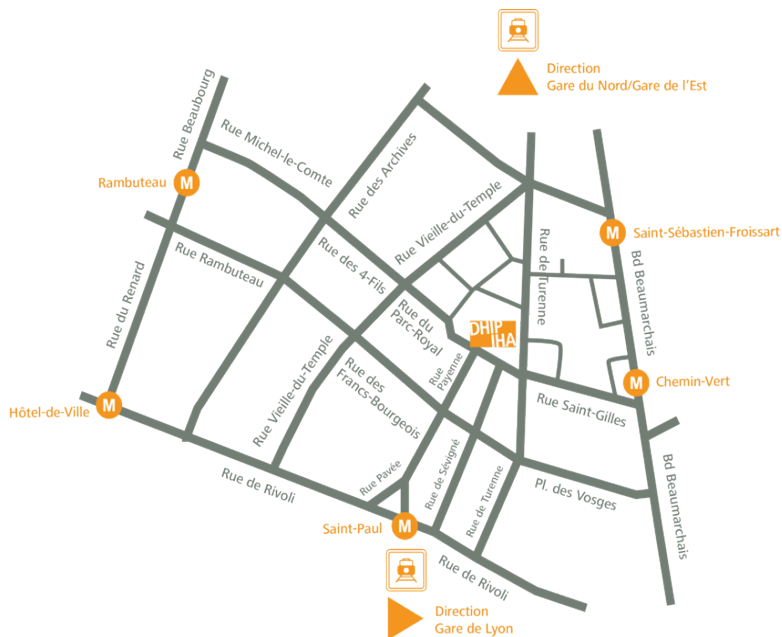 Direction
Gare du Nord/Gare de l'Est
Rue Beaubourg
Rue Michel-le-Comte
Rue des Archives
Rambuteau
M
Rue Vieille-du-Temple
M
Saint-Sébastien-Froissart
Rue Rambuteau
Rue des 4-Fils
Rue de Turenne
Bd Beaumarchais
Rue du Renard
Rue du
Parc-Royal
DHIP
IHA
Rue Vieille-du-Temple
Rue des
Francs-Bourgeois
Rue
Payenne
M
Chemin-Vert
Hôtel-de-Ville
M
Rue Saint-Gilles
Rue de Rivoli
Rue Pavée
Rue de Sévigné
Rue de Turenne
Pl. des Vosges
Bd Beaumarchais
Saint-Paul
M
Rue de Rivoli
Direction
Gare de Lyon